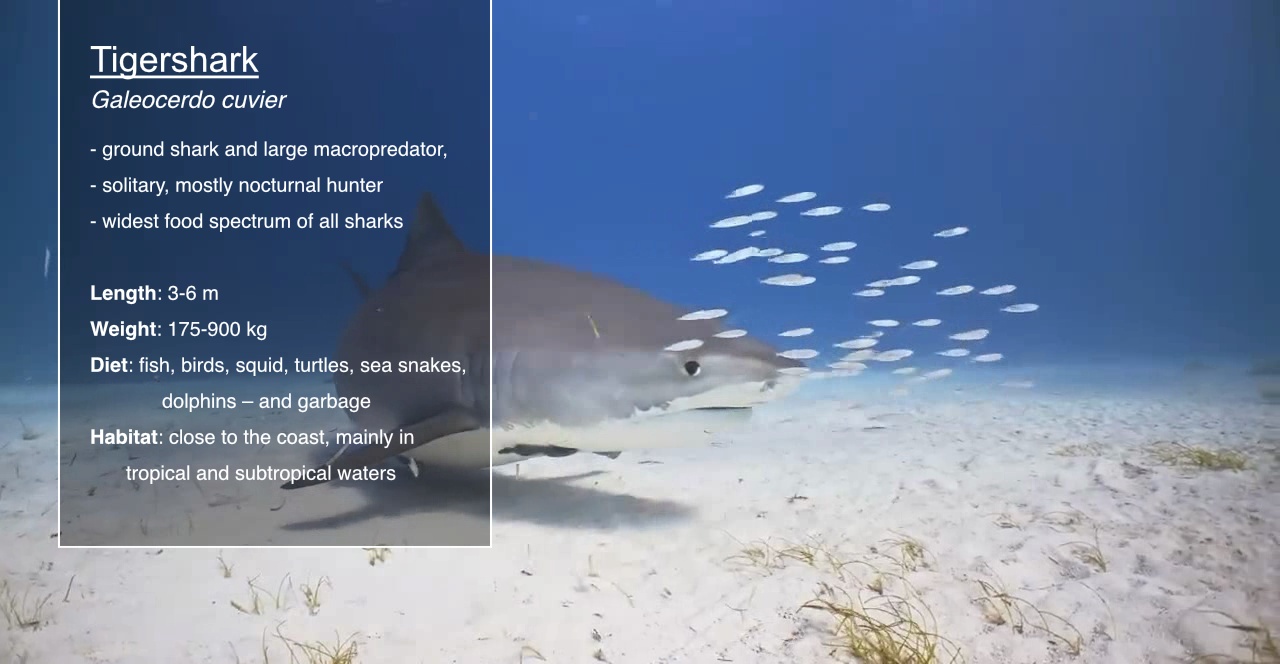 Tigershark
Galeocerdo cuvier
- ground shark and large macropredator,
- solitary, mostly nocturnal hunter
- widest food spectrum of all sharks
Length: 3-6 m
Weight: 175-900 kg
Diet: fish, birds, squid, turtles, sea snakes,
dolphins – and garbage
Habitat: close to the coast, mainly in
tropical and subtropical waters